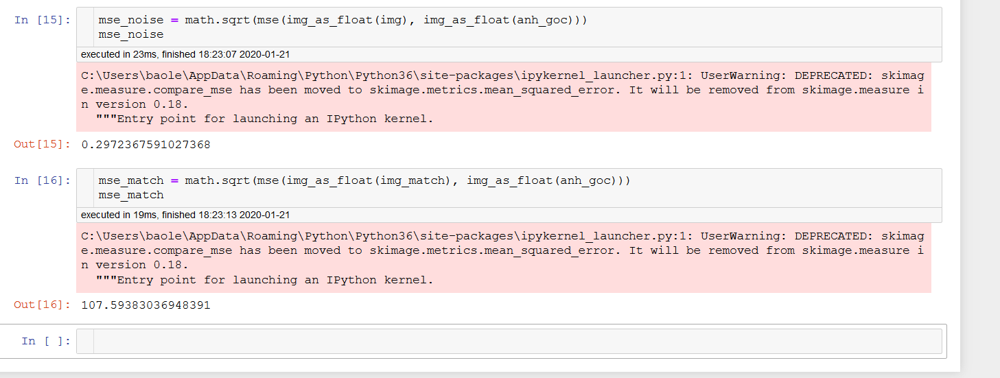 In [15]: mse_noise = math.sqrt(mse(img_as_float(img), img_as_float(anh_goc)))
mse_noise
executed in 23ms, finished 18:23:07 2020-01-21
C:\Users\baole\AppData\Roaming\Python\Python36\site-packages\ipykernel_launcher.py:1: UserWarning: DEPRECATED: skimag
e.measure.compare_mse has been moved to skimage.metrics.mean_squared_error. It will be removed from skimage.measure i
n version 0.18.
"""Entry point for launching an IPython kernel.
Out[15]: 0.2972367591027368
In [16]: mse_match = math.sqrt(mse(img_as_float(img_match), img_as_float(anh_goc)))
mse_match
executed in 19ms, finished 18:23:13 2020-01-21
C:\Users\baole\AppData\Roaming\Python\Python36\site-packages\ipykernel_launcher.py:1: UserWarning: DEPRECATED: skimag
e.measure.compare_mse has been moved to skimage.metrics.mean_squared_error. It will be removed from skimage.measure i
n version 0.18.
"""Entry point for launching an IPython kernel.
Out[16]: 107.59383036948391
In [ ]: